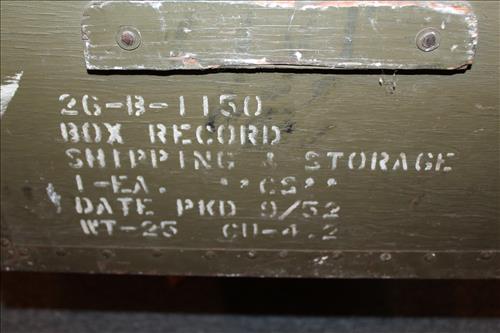 26-B-1150
BOX RECORD
SHIPPING & STORAGE
1-EA. "CS"
DATE PKD 9/52
WT-25 CU-4.2